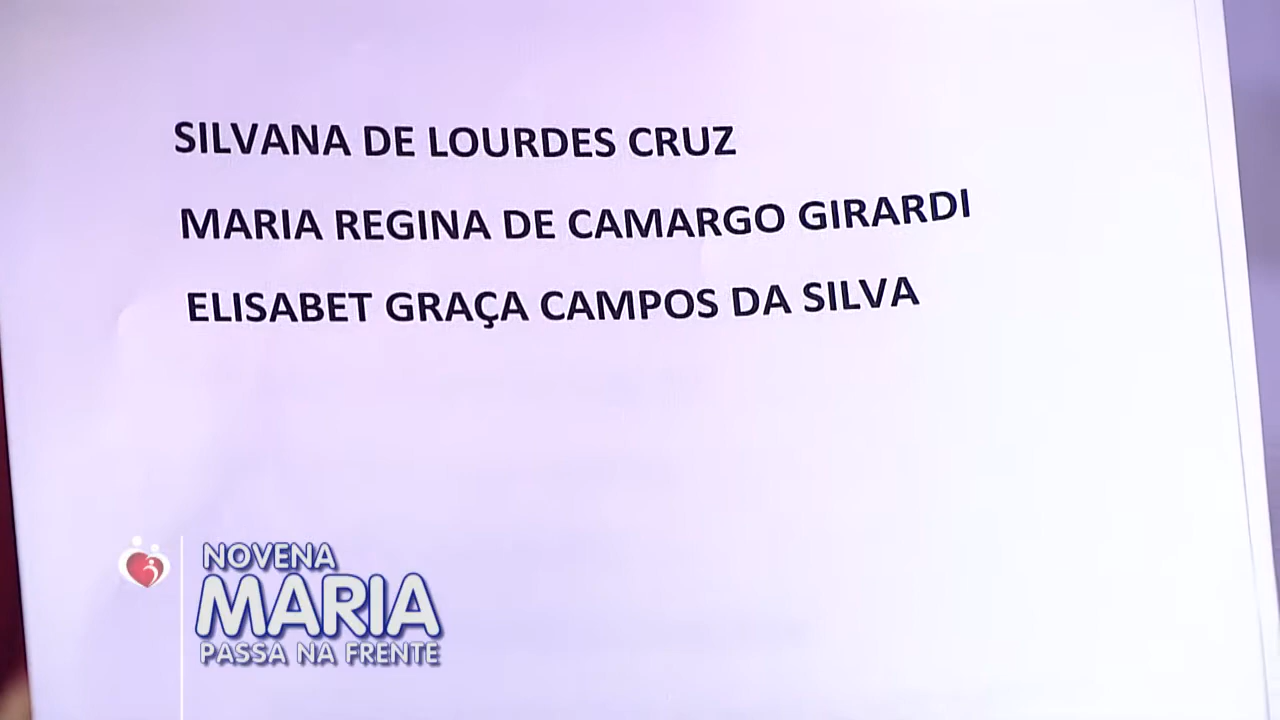 SILVANA DE LOURDES CRUZ
MARIA REGINA DE CAMARGO GIRARDI
ELISABET GRAÇA CAMPOS DA SILVA
NOVENA
MARIA
PASSA NA FRENTE